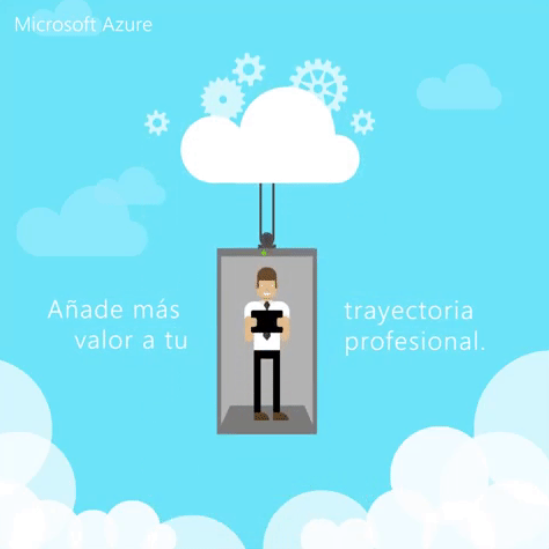 Microsoft Azure
Añade más
valor a tu
trayectoria
profesional.